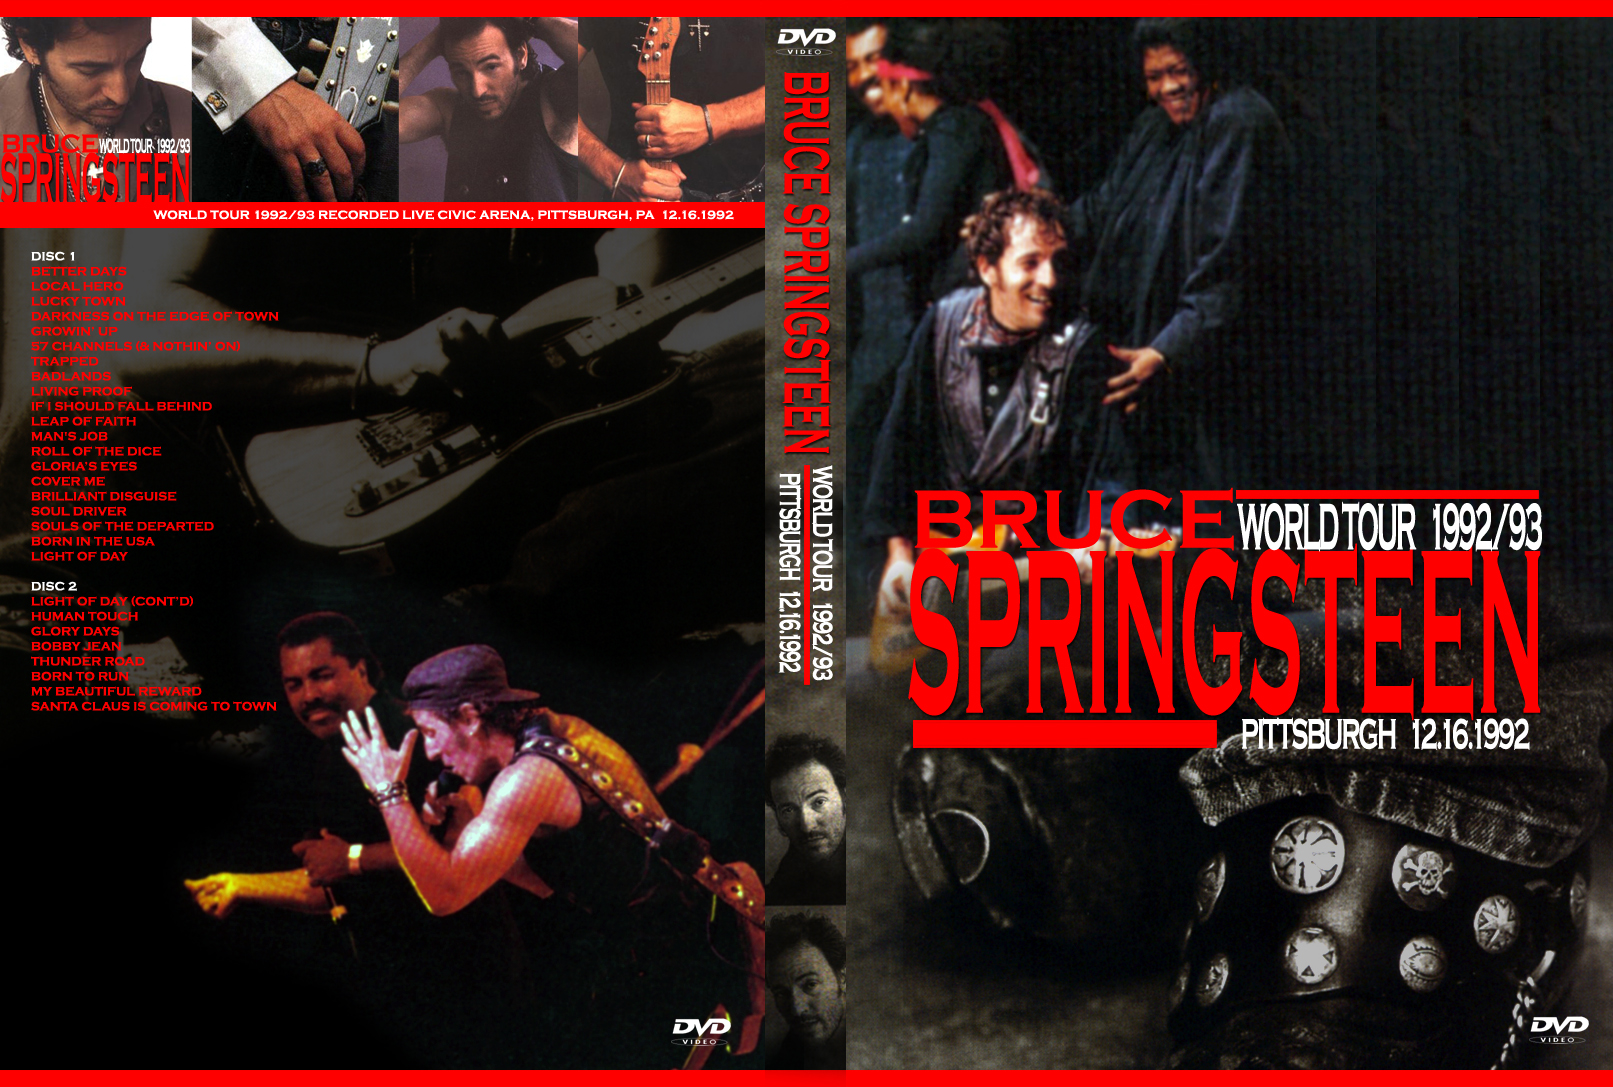 BRUCE WORLD TOUR 1992/93
SPRINGSTEEN
WORLD TOUR 1992/93 RECORDED LIVE CIVIC ARENA, PITTSBURGH, PA 12.16.1992
DISC 1
BETTER DAYS
LOCAL HERO
LUCKY TOWN
DARKNESS ON THE EDGE OF TOWN
GROWIN' UP
57 CHANNELS (& NOTHIN' ON)
TRAPPED
BADLANDS
LIVING PROOF
IF I SHOULD FALL BEHIND
LEAP OF FAITH
MAN'S JOB
ROLL OF THE DICE
GLORIA'S EYES
COVER ME
BRILLIANT DISGUISE
SOUL DRIVER
SOULS OF THE DEPARTED
BORN IN THE USA
LIGHT OF DAY
DISC 2
LIGHT OF DAY (CONT'D)
HUMAN TOUCH
GLORY DAYS
BOBBY JEAN
THUNDER ROAD
BORN TO RUN
MY BEAUTIFUL REWARD
SANTA CLAUS IS COMING TO TOWN
DVD
VIDEO
DVD
VIDEO
BRUCE SPRINGSTEEN
WORLD TOUR 1992/93
PITTSBURGH 12.16.1992
BRUCE WORLD TOUR 1992/93
SPRINGSTEEN
PITTSBURGH 12.16.1992
DVD
VIDEO